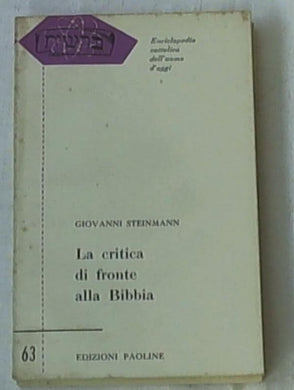 Enciclopedia
cattolica
dell'uomo
d'oggi
GIOVANNI STEINMANN
La critica
di fronte
alla Bibbia
63
EDIZIONI PAOLINE